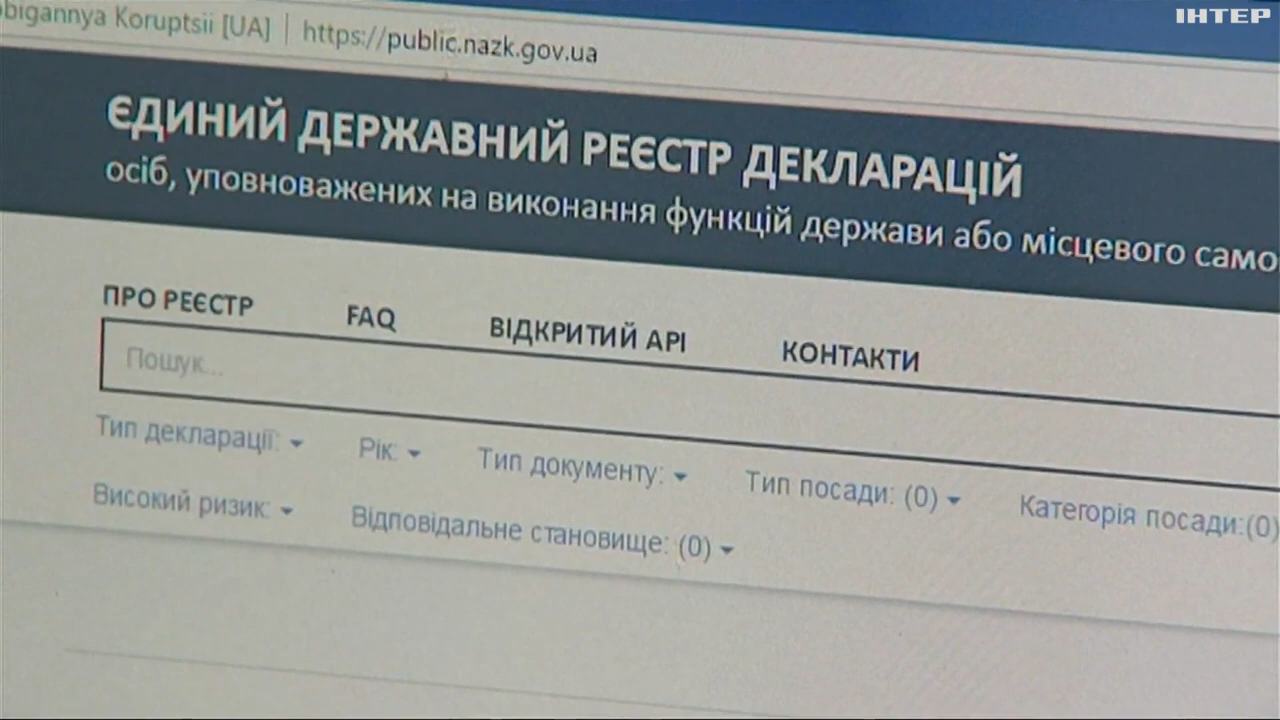 ІНТЕР
obigannya Koruptsii [UA] | https://public.nazk.gov.ua
ЄДИНИЙ ДЕРЖАВНИЙ РЕЄСТР ДЕКЛАРАЦІЙ
осіб, уповноважених на виконання функцій держави або місцевого само
ПРО РЕЄСТР FAQ ВІДКРИТИЙ АРІ КОНТАКТИ
Пошук...
Тип декларації: Рік: Тип документу: Тип посади: (0) Категорія посади:(0)
Високий ризик: Відповідальне становище: (0)